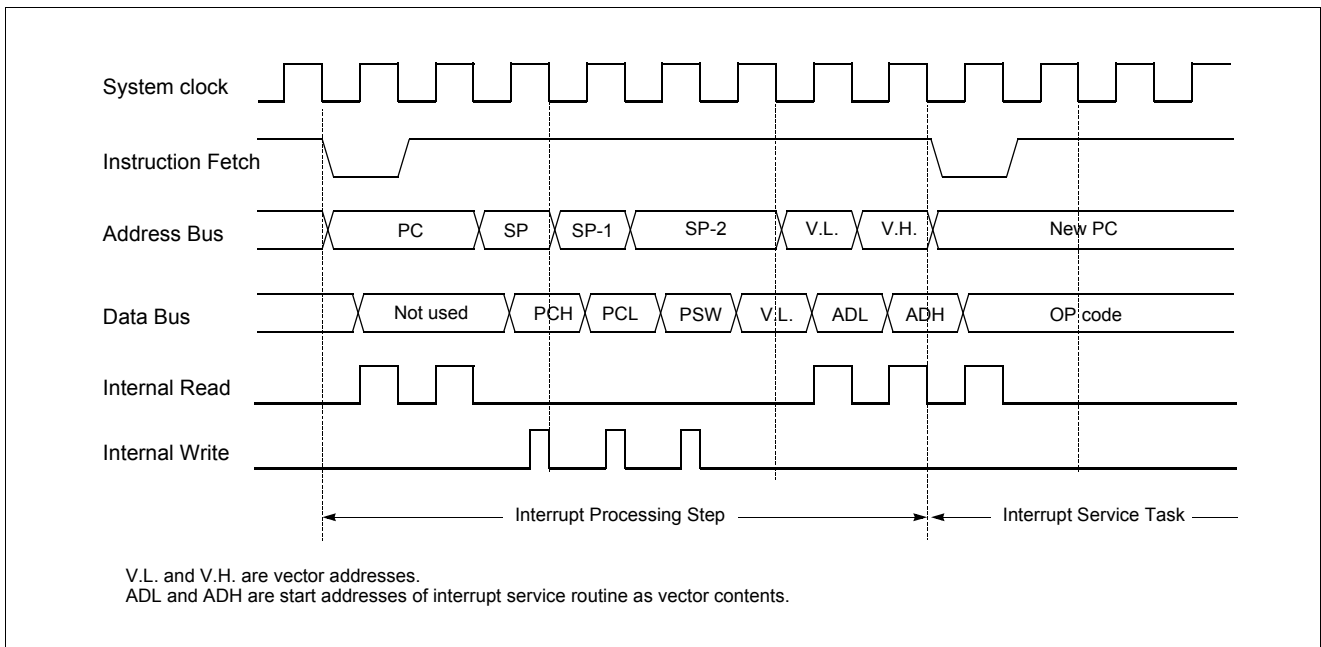 System clock
Instruction Fetch
Address Bus PC SP SP-1 SP-2 V.L. V.H. New PC
Data Bus Not used PCH PCL PSW V.L. ADL ADH OP code
Internal Read
Internal Write
Interrupt Processing Step Interrupt Service Task
V.L. and V.H. are vector addresses.
ADL and ADH are start addresses of interrupt service routine as vector contents.